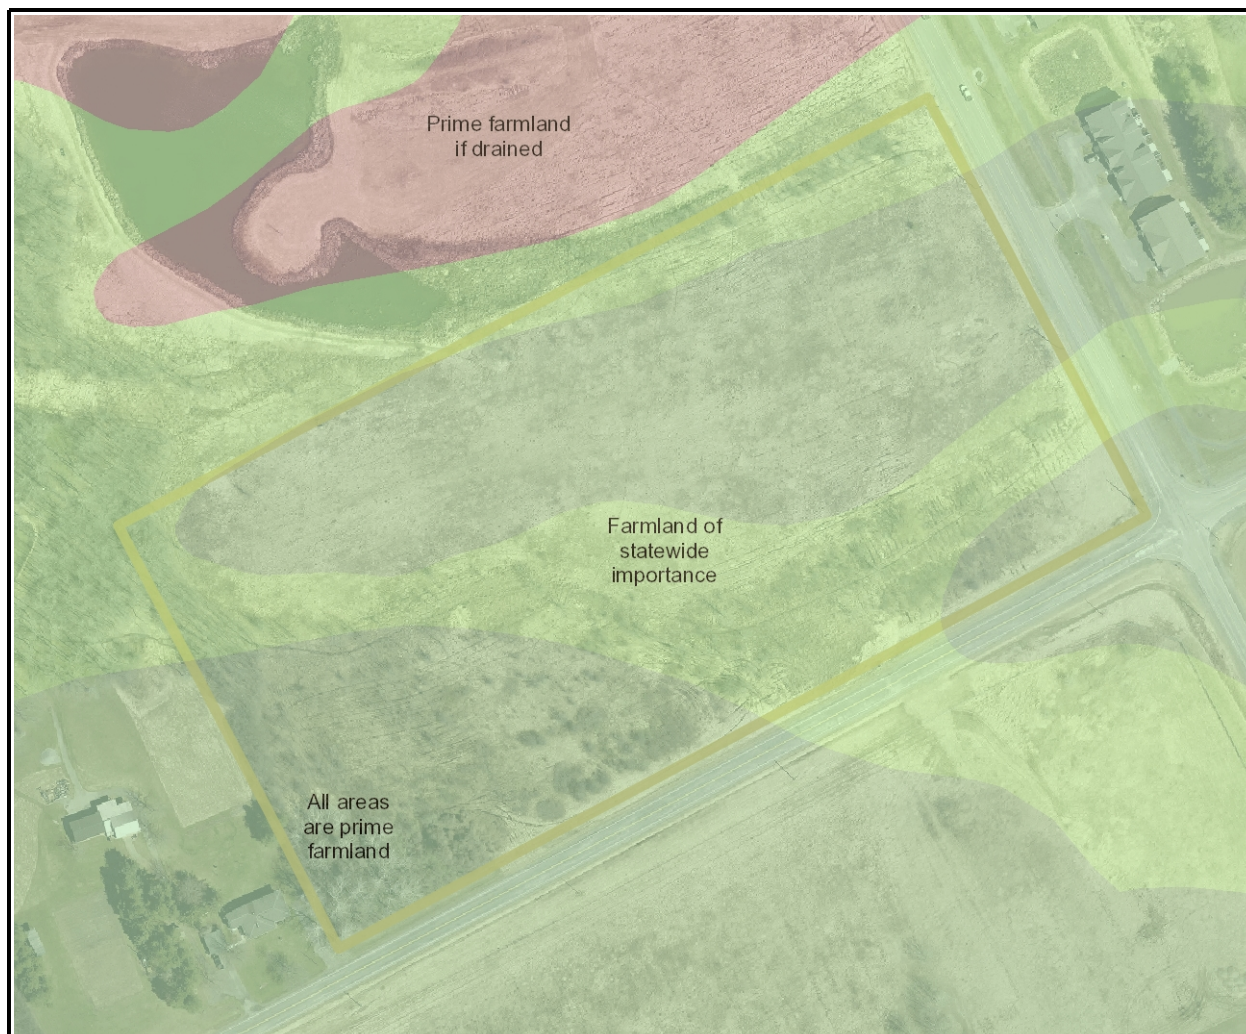 Prime farmland
if drained
Farmland of
statewide
importance
All areas
are prime
farmland